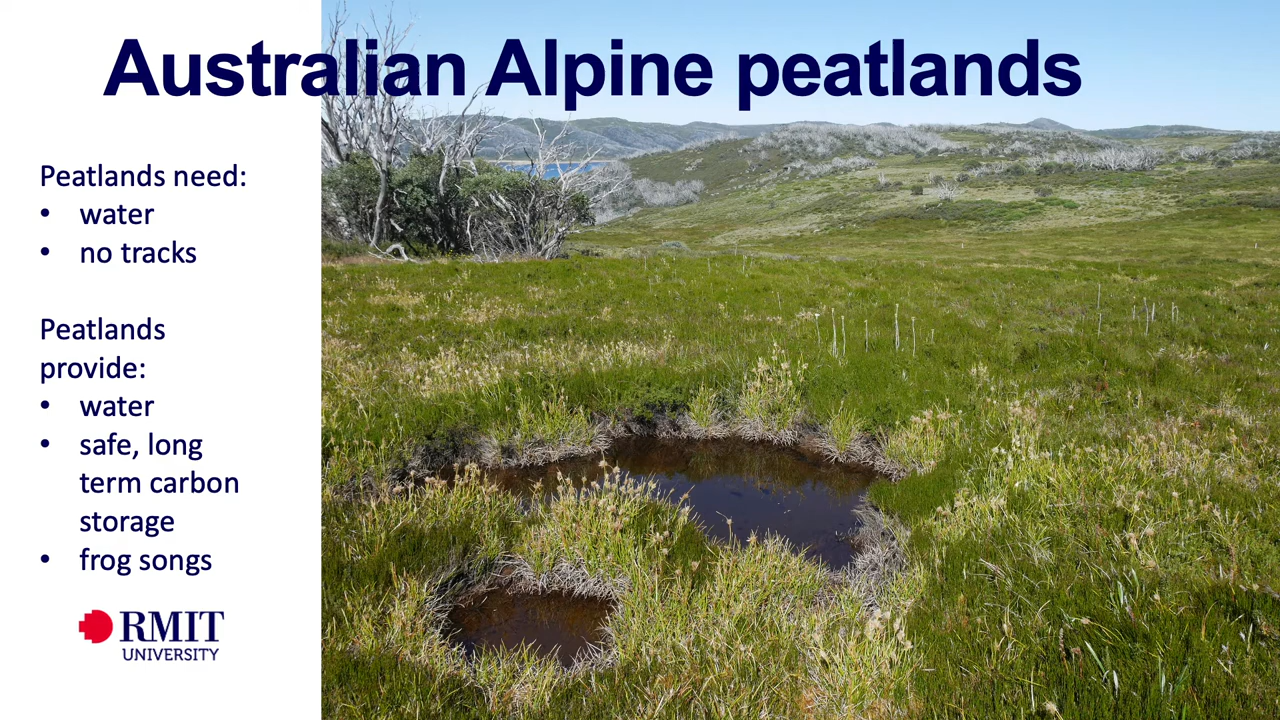 Australian Alpine peatlands
Peatlands need:
• water
• no tracks
Peatlands
provide:
• water
• safe, long
term carbon
storage
• frog songs
RMIT
UNIVERSITY